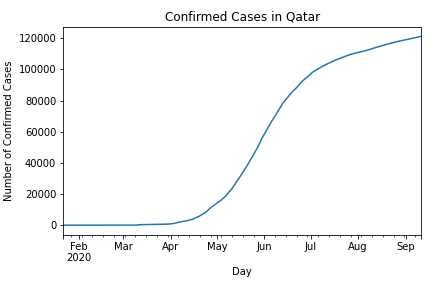 Confirmed Cases in Qatar
Number of Confirmed Cases
120000
100000
80000
60000
40000
20000
0
Feb Mar Apr May Jun Jul Aug Sep
2020
Day